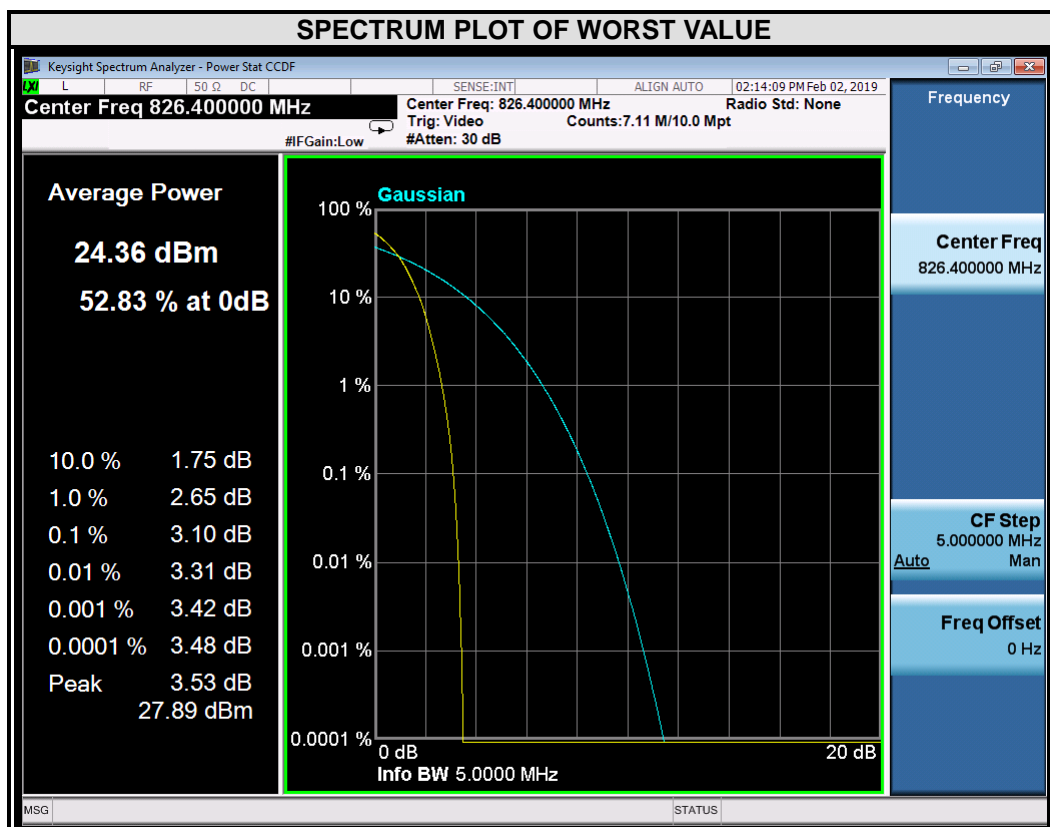 SPECTRUM PLOT OF WORST VALUE
Keysight Spectrum Analyzer - Power Stat CCDF
LXI L RF 50 Ω DC SENSE:INT ALIGN AUTO 02:14:09 PM Feb 02, 2019
Center Freq 826.400000 MHz
Center Freq: 826.400000 MHz Radio Std: None
Trig: Video Counts:7.11 M/10.0 Mpt
#IFGain:Low #Atten: 30 dB
Average Power
24.36 dBm
52.83 % at 0dB
10.0 % 1.75 dB
1.0 % 2.65 dB
0.1 % 3.10 dB
0.01 % 3.31 dB
0.001 % 3.42 dB
0.0001 % 3.48 dB
Peak 3.53 dB
27.89 dBm
Gaussian
100 %
10 %
1 %
0.1 %
0.01 %
0.001 %
0.0001 %
0 dB 20 dB
Info BW 5.0000 MHz
Frequency
Center Freq
826.400000 MHz
CF Step
5.000000 MHz
Auto Man
Freq Offset
0 Hz
MSG STATUS